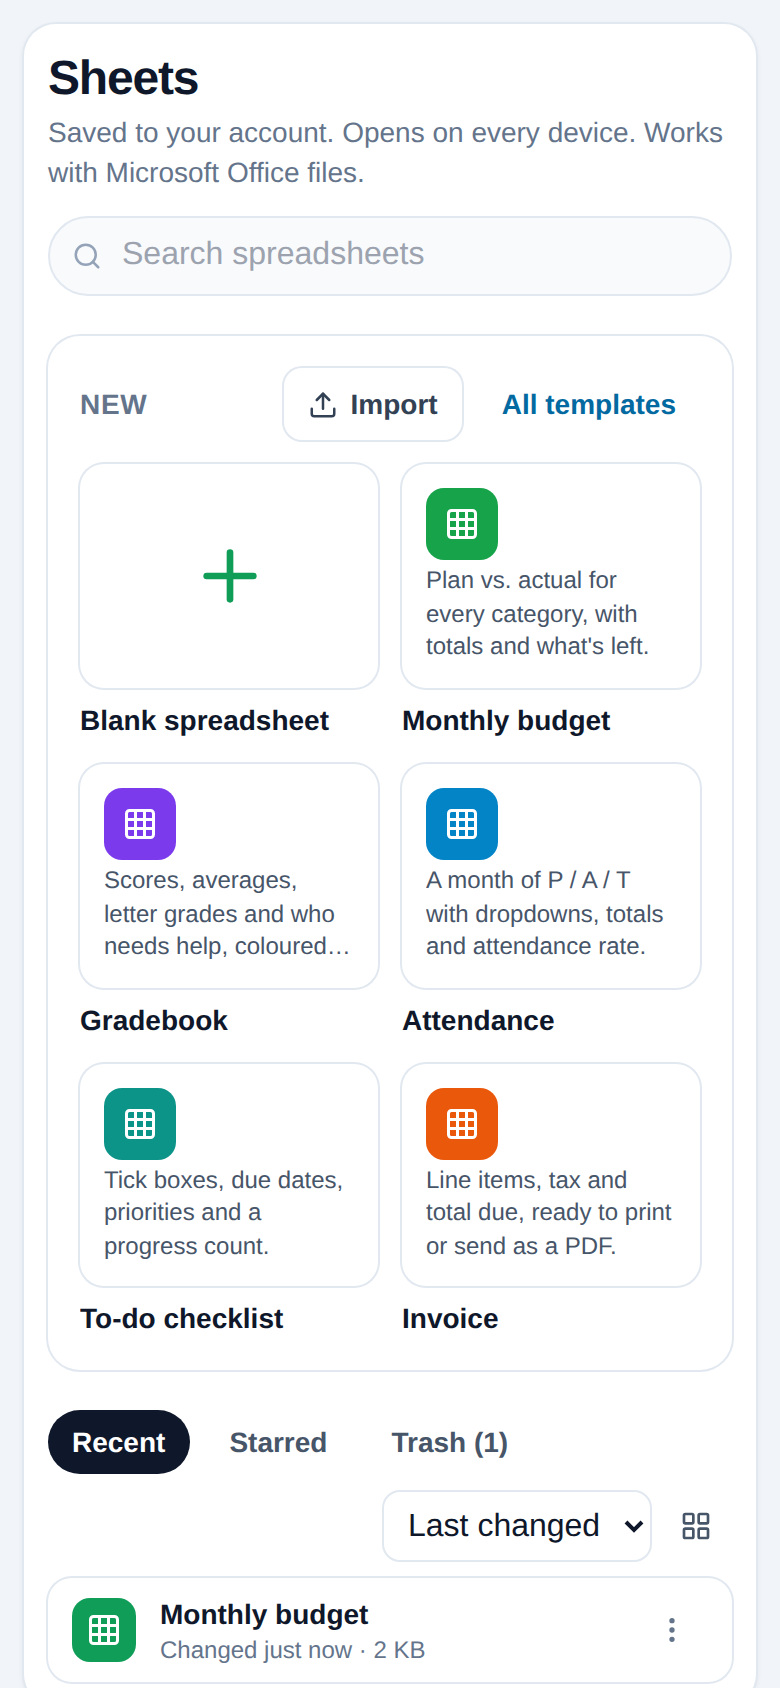 Sheets
Saved to your account. Opens on every device. Works
with Microsoft Office files.
Search spreadsheets
NEW
Import
All templates
Plan vs. actual for
every category, with
totals and what's left.
Blank spreadsheet
Monthly budget
Scores, averages,
letter grades and who
needs help, coloured…
A month of P / A / T
with dropdowns, totals
and attendance rate.
Gradebook
Attendance
Tick boxes, due dates,
priorities and a
progress count.
Line items, tax and
total due, ready to print
or send as a PDF.
To-do checklist
Invoice
Recent
Starred
Trash (1)
Last changed
Monthly budget
Changed just now · 2 KB